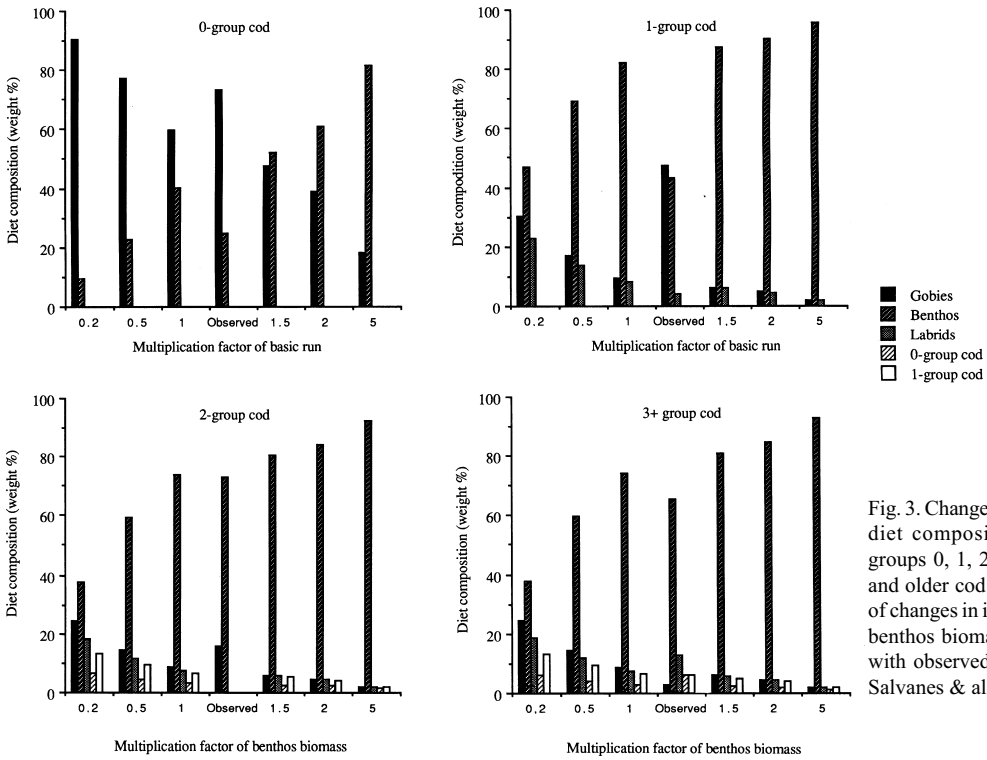 0-group cod
Diet composition (weight %)
100
80
60
40
20
0
0.2 0.5 1 Observed 1.5 2 5
Multiplication factor of basic run
1-group cod
Diet compodition (weight %)
100
80
60
40
20
0
0.2 0.5 1 Observed 1.5 2 5
Multiplication factor of basic run
Gobies
Benthos
Labrids
0-group cod
1-group cod
2-group cod
Diet composition (weight %)
100
80
60
40
20
0
0.2 0.5 1 Observed 1.5 2 5
Multiplication factor of benthos biomass
3+ group cod
Diet composition (weight %)
100
80
60
40
20
0
0.2 0.5 1 Observed 1.5 2 5
Multiplication factor of benthos biomass
Fig. 3. Change
diet composi
groups 0, 1, 2
and older cod
of changes in i
benthos bioma
with observed
Salvanes & al